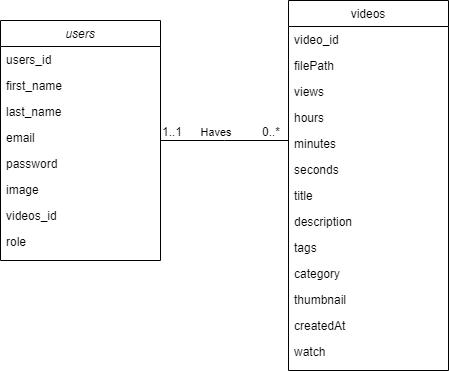 users
users_id
first_name
last_name
email
password
image
videos_id
role
1..1 Haves 0..*
videos
video_id
filePath
views
hours
minutes
seconds
title
description
tags
category
thumbnail
createdAt
watch